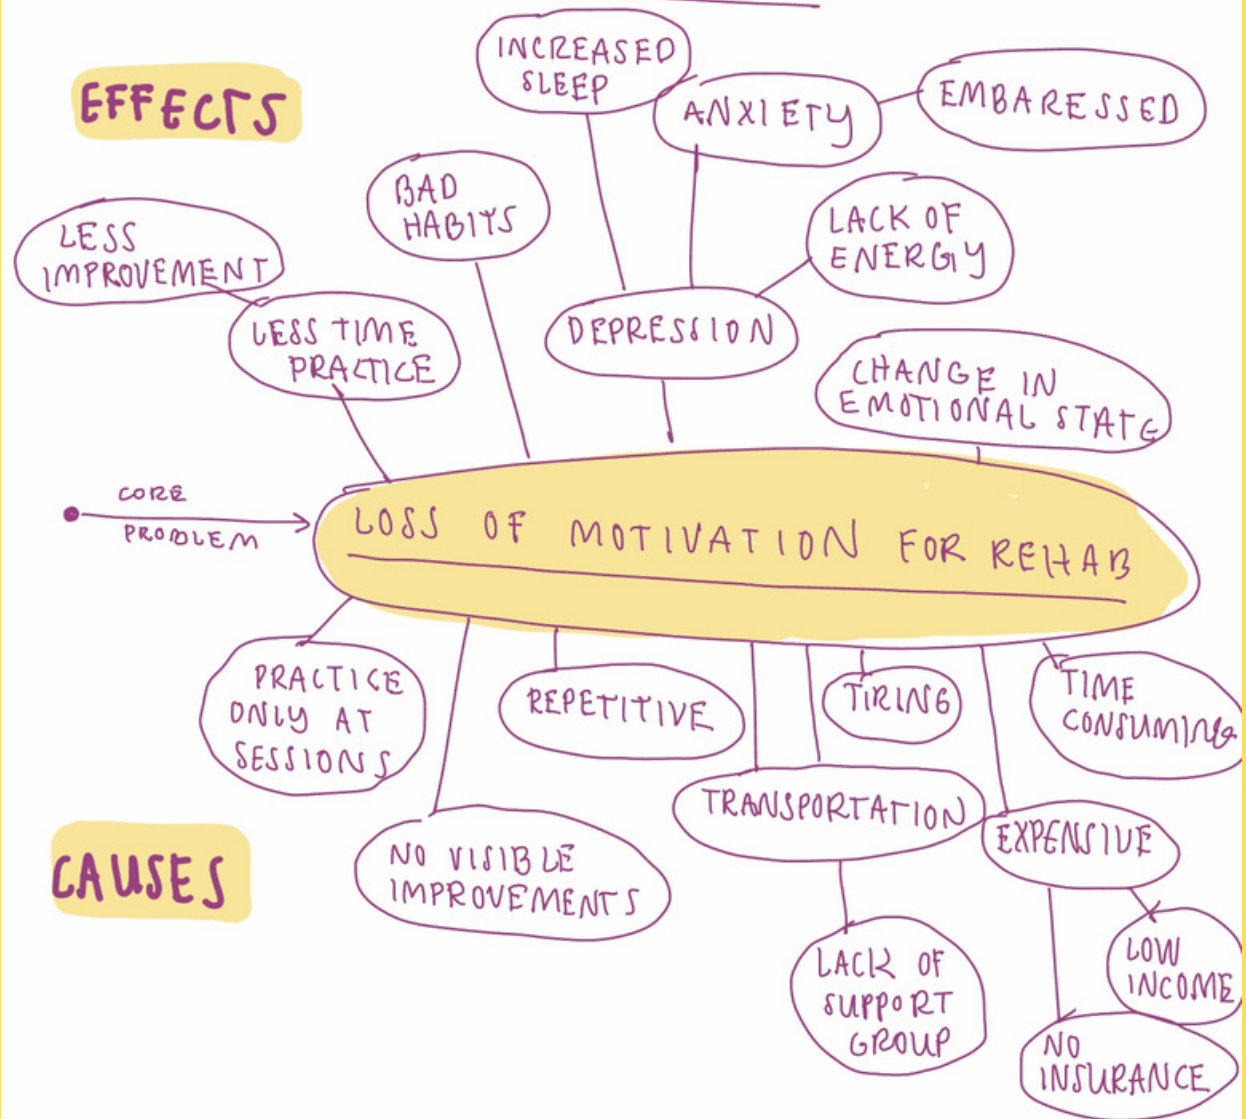 EFFECTS
INCREASED
SLEEP
ANXIETY
EMBARESSED
BAD
HABITS
LACK OF
ENERGY
LESS
IMPROVEMENT
LESS TIME
PRACTICE
DEPRESSION
CHANGE IN
EMOTIONAL STATE
CORE
PROBLEM
LOSS OF MOTIVATION FOR REHAB
PRACTICE
ONLY AT
SESSIONS
REPETITIVE
TIRING
TIME
CONSUMING
TRANSPORTATION
EXPENSIVE
CAUSES
NO VISIBLE
IMPROVEMENTS
LACK OF
SUPPORT
GROUP
LOW
INCOME
NO
INSURANCE